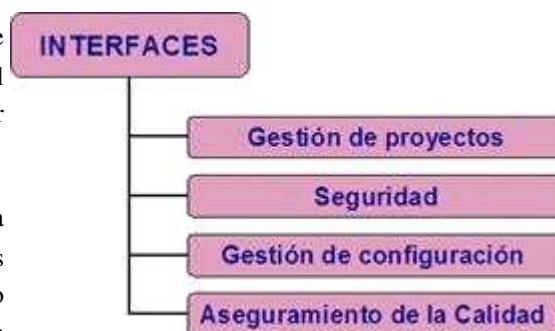 INTERFACES
Gestión de proyectos
Seguridad
Gestión de configuración
Aseguramiento de la Calidad